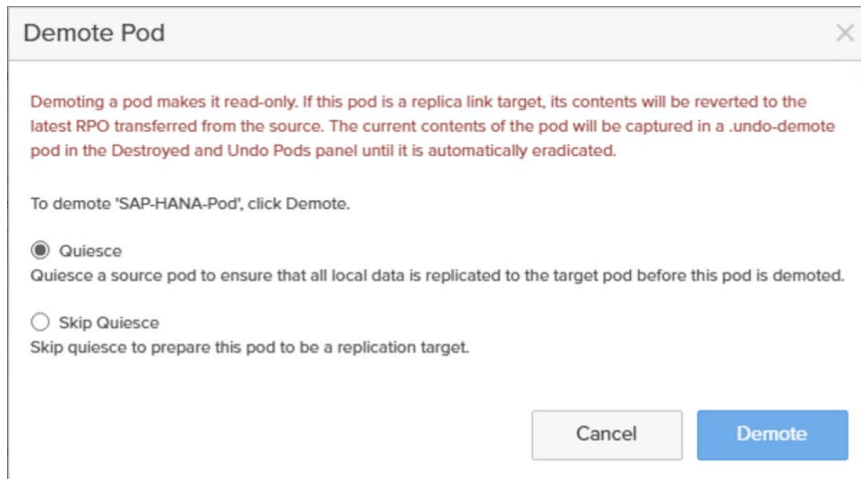 Demote Pod
Demoting a pod makes it read-only. If this pod is a replica link target, its contents will be reverted to the
latest RPO transferred from the source. The current contents of the pod will be captured in a .undo-demote
pod in the Destroyed and Undo Pods panel until it is automatically eradicated.
To demote 'SAP-HANA-Pod', click Demote.
Quiesce
Quiesce a source pod to ensure that all local data is replicated to the target pod before this pod is demoted.
Skip Quiesce
Skip quiesce to prepare this pod to be a replication target.
Cancel
Demote